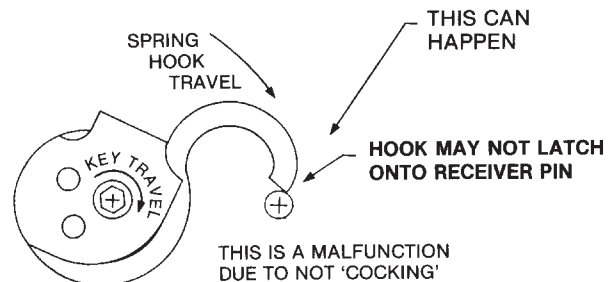 THIS CAN
HAPPEN
SPRING
HOOK
TRAVEL
HOOK MAY NOT LATCH
ONTO RECEIVER PIN
KEY TRAVEL
THIS IS A MALFUNCTION
DUE TO NOT 'COCKING'